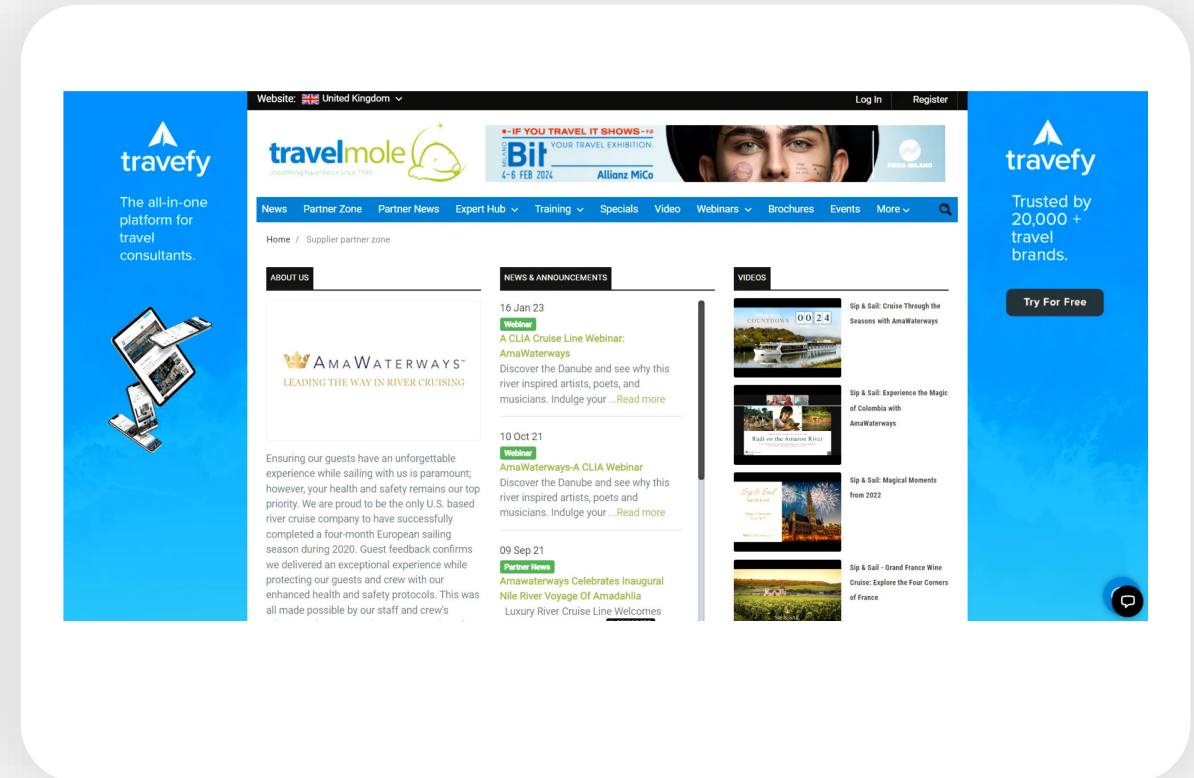 Website: United Kingdom
Log In
Register
travefy
The all-in-one
platform for
travel
consultants.
travelmole
Unearthing travel news since 1999
IF YOU TRAVEL IT SHOWS
MILANO
Bit
YOUR TRAVEL EXHIBITION.
4-6 FEB 2024
Allianz MiCo
FIERA MILANO
travefy
Trusted by
20,000 +
travel
brands.
Try For Free
News Partner Zone Partner News Expert Hub Training Specials Video Webinars Brochures Events More
Home / Supplier partner zone
ABOUT US
AMAWATERWAYS
LEADING THE WAY IN RIVER CRUISING
Ensuring our guests have an unforgettable
experience while sailing with us is paramount;
however, your health and safety remains our top
priority. We are proud to be the only U.S. based
river cruise company to have successfully
completed a four-month European sailing
season during 2020. Guest feedback confirms
we delivered an exceptional experience while
protecting our guests and crew with our
enhanced health and safety protocols. This was
all made possible by our staff and crew's
NEWS & ANNOUNCEMENTS
16 Jan 23
Webinar
A CLIA Cruise Line Webinar:
AmaWaterways
Discover the Danube and see why this
river inspired artists, poets, and
musicians. Indulge your ...Read more
10 Oct 21
Webinar
AmaWaterways-A CLIA Webinar
Discover the Danube and see why this
river inspired artists, poets and
musicians. Indulge your ...Read more
09 Sep 21
Partner News
Amawaterways Celebrates Inaugural
Nile River Voyage Of Amadahlia
Luxury River Cruise Line Welcomes
VIDEOS
COUNTDOWN 00 24
Sip & Sail: Cruise Through the
Seasons with AmaWaterways
Rudi on the Amazon River
Sip & Sail: Experience the Magic
of Colombia with
AmaWaterways
Sip & Sail
Sip & Sail: Magical Moments
from 2022
SIP & SAIL
Sip & Sail - Grand France Wine
Cruise: Explore the Four Corners
of France